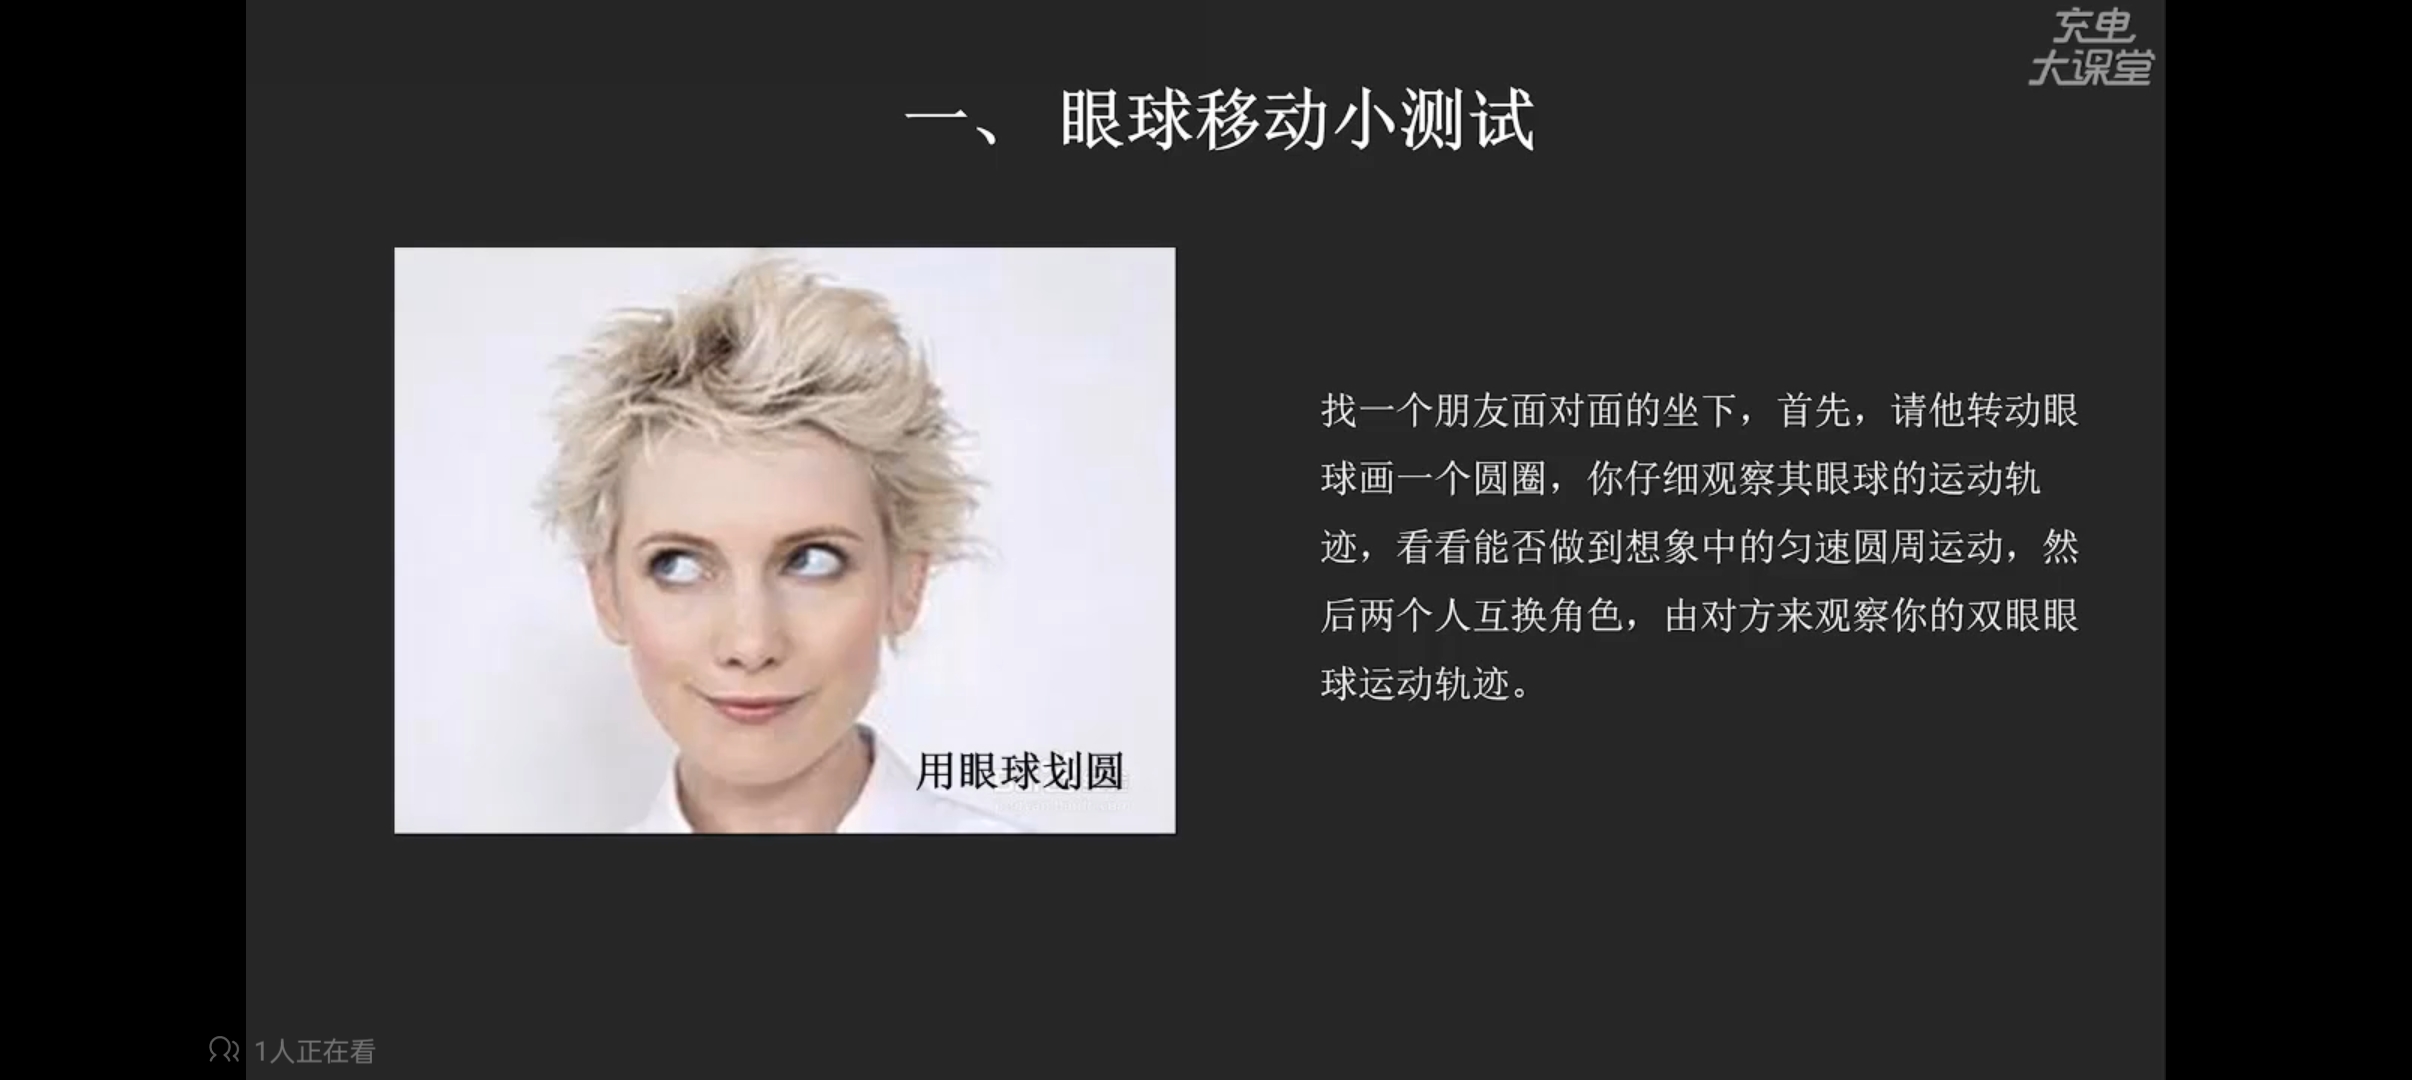 充电
大课堂
一、 眼球移动小测试
找一个朋友面对面的坐下，首先，请他转动眼
球画一个圆圈，你仔细观察其眼球的运动轨
迹，看看能否做到想象中的匀速圆周运动，然
后两个人互换角色，由对方来观察你的双眼眼
球运动轨迹。
用眼球划圆
1人正在看